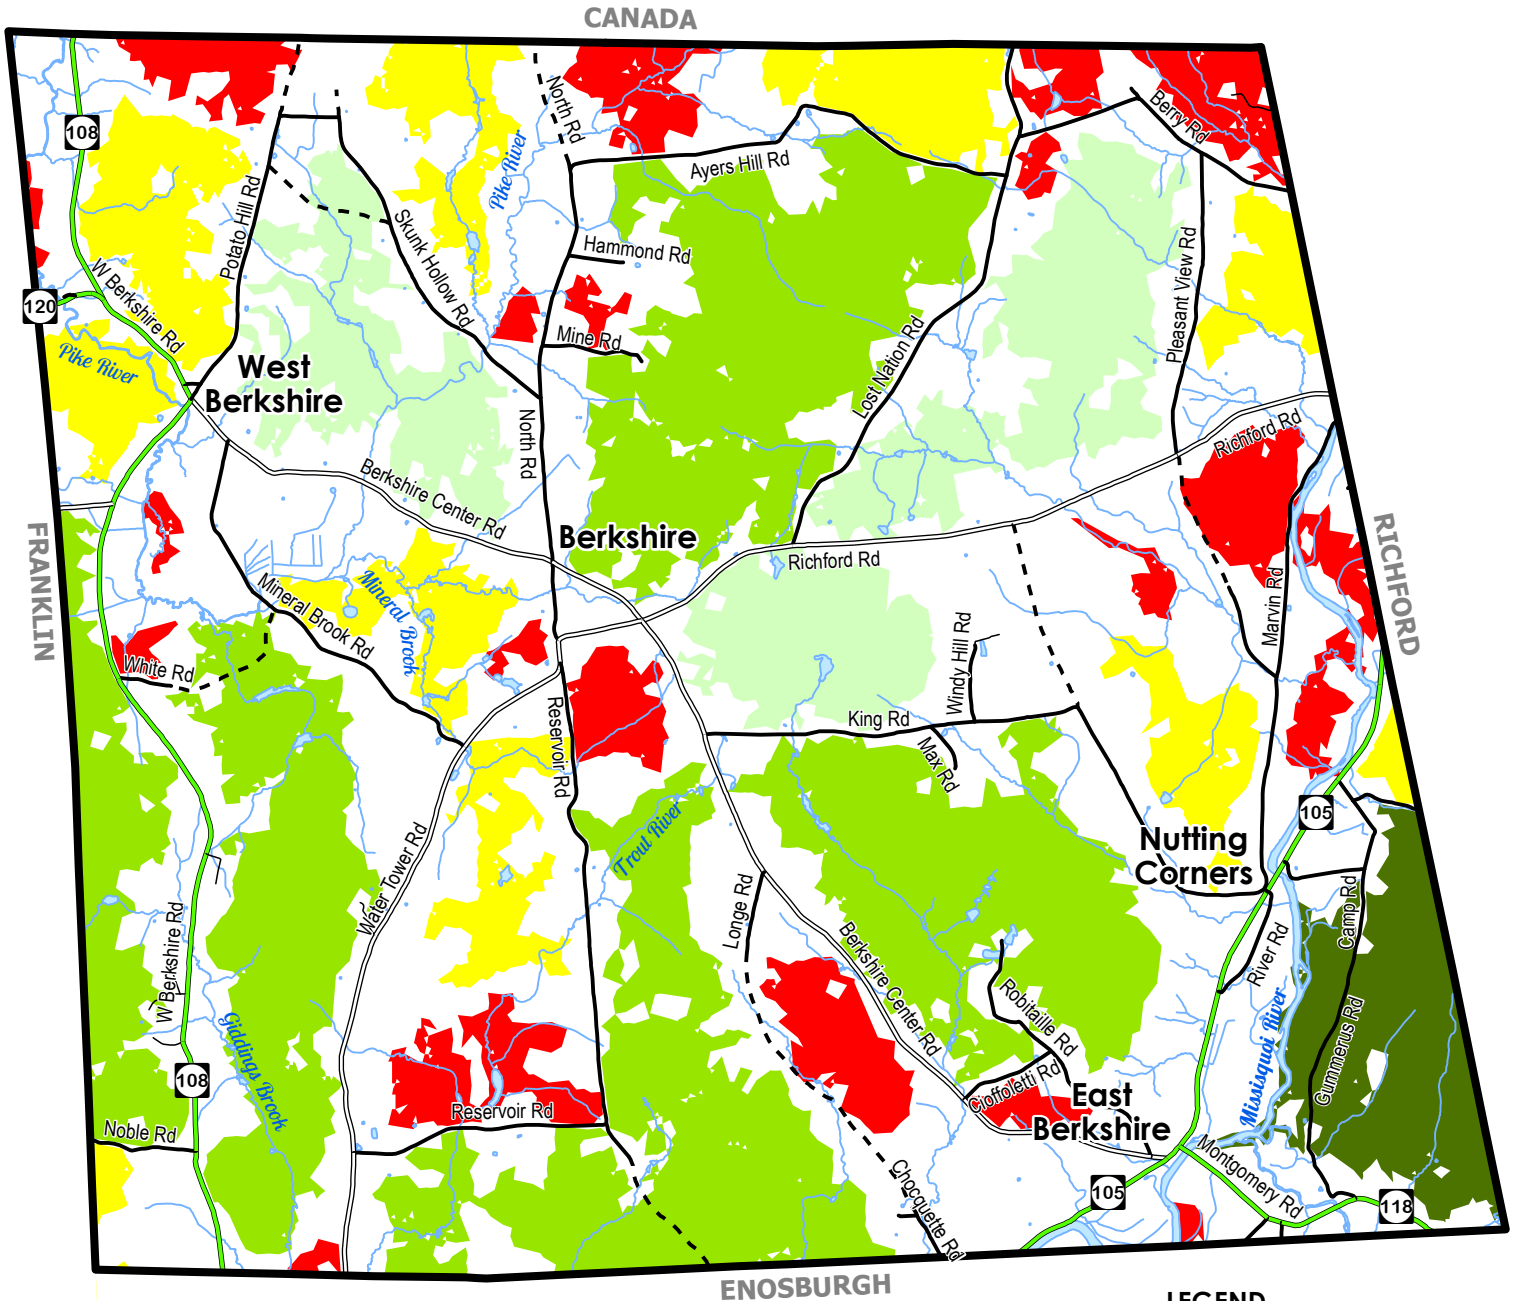 CANADA
108
North Rd
Berry Rd
Pike River
Ayers Hill Rd
Potato Hill Rd
Skunk Hollow Rd
Hammond Rd
Pleasant View Rd
W Berkshire Rd
120
Mine Rd
Lost Nation Rd
Pike River
West
Berkshire
North Rd
Richford Rd
Berkshire Center Rd
Berkshire
Richford Rd
FRANKLIN
RICHFORD
Mineral Brook
Mineral Brook Rd
Marvin Rd
White Rd
Windy Hill Rd
King Rd
Reservoir Rd
Max Rd
105
Trout River
Nutting
Corners
Water Tower Rd
Longe Rd
Camp Rd
W Berkshire Rd
Berkshire Center Rd
River Rd
Robitaille Rd
Missisquoi River
Gummerus Rd
Giddings Brook
108
Cioffoletti Rd
Reservoir Rd
East
Berkshire
Noble Rd
Montgomery Rd
Chocquette Rd
105
118
ENOSBURGH
LEGEND